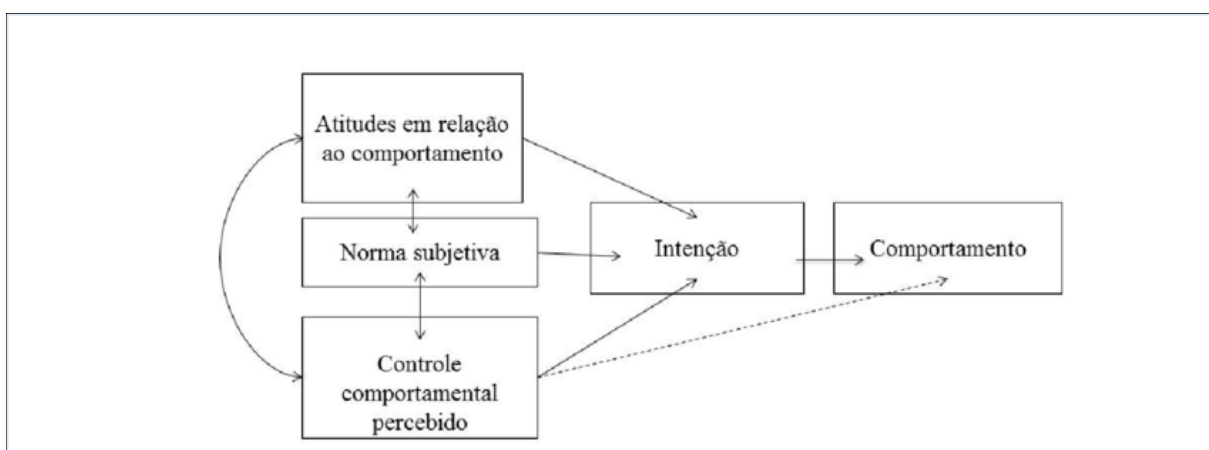 Atitudes em relação
ao comportamento
Norma subjetiva
Intenção
Comportamento
Controle
comportamental
percebido